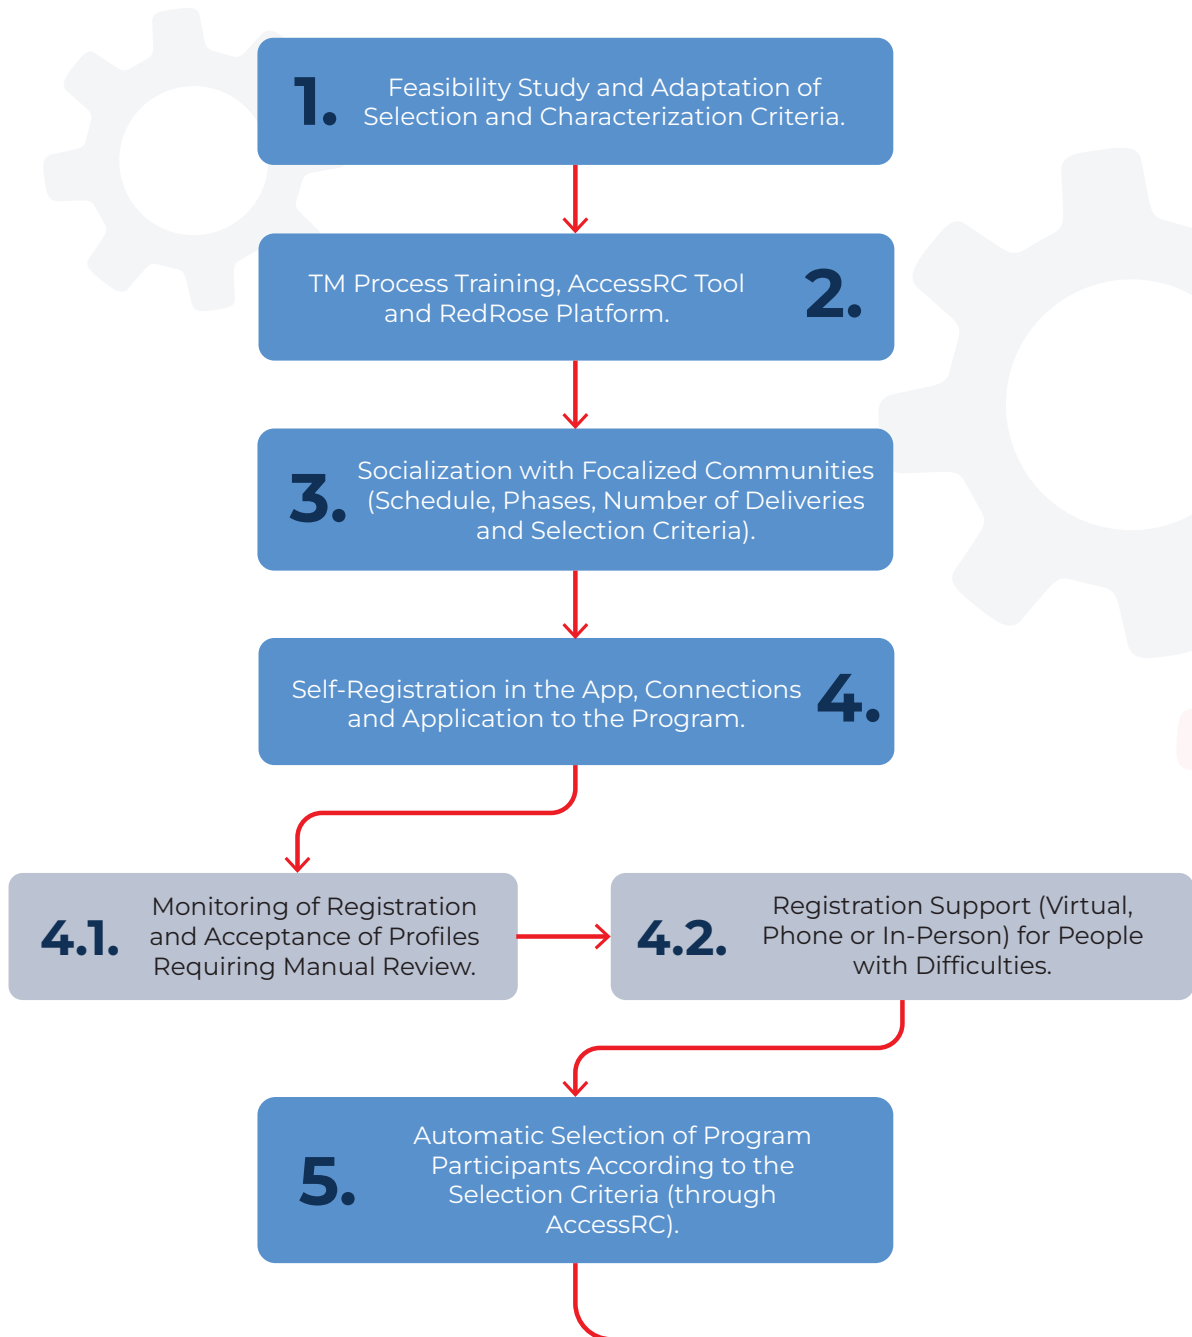 1.
Feasibility Study and Adaptation of
Selection and Characterization Criteria.
TM Process Training, AccessRC Tool
and RedRose Platform.
2.
3.
Socialization with Focalized Communities
(Schedule, Phases, Number of Deliveries
and Selection Criteria).
Self-Registration in the App, Connections
and Application to the Program.
4.
4.1.
Monitoring of Registration
and Acceptance of Profiles
Requiring Manual Review.
4.2.
Registration Support (Virtual,
Phone or In-Person) for People
with Difficulties.
5.
Automatic Selection of Program
Participants According to the
Selection Criteria (through
AccessRC).